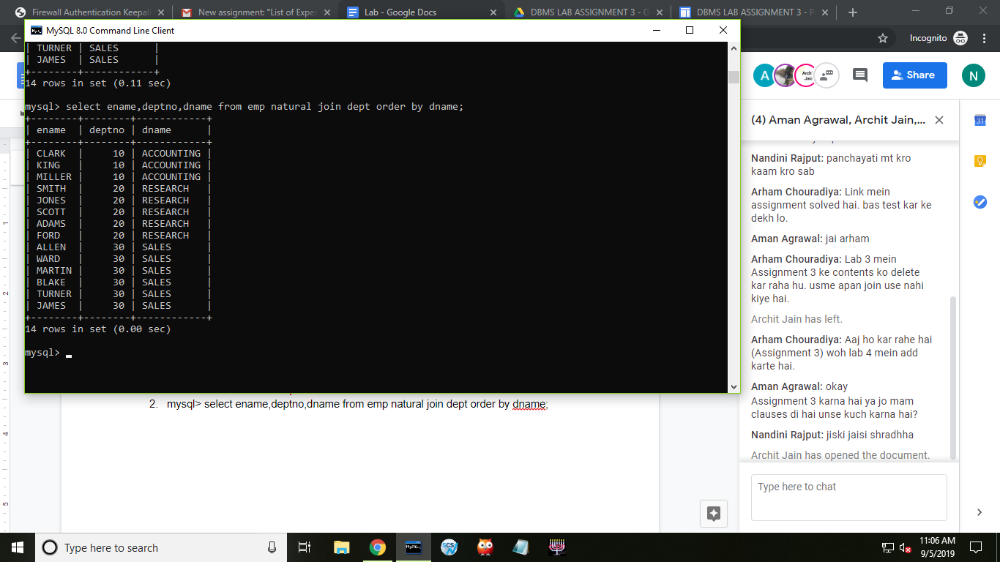 Firewall Authentication Keepali
New assignment: "List of Exper
Lab - Google Docs
DBMS LAB ASSIGNMENT 3 - G
DBMS LAB ASSIGNMENT 3 - P
Incognito
MySQL 8.0 Command Line Client
| TURNER | SALES      |
| JAMES  | SALES      |
+--------+------------+
14 rows in set (0.11 sec)
mysql> select ename,deptno,dname from emp natural join dept order by dname;
+--------+--------+------------+
| ename  | deptno | dname      |
+--------+--------+------------+
| CLARK  |     10 | ACCOUNTING |
| KING   |     10 | ACCOUNTING |
| MILLER |     10 | ACCOUNTING |
| SMITH  |     20 | RESEARCH   |
| JONES  |     20 | RESEARCH   |
| SCOTT  |     20 | RESEARCH   |
| ADAMS  |     20 | RESEARCH   |
| FORD   |     20 | RESEARCH   |
| ALLEN  |     30 | SALES      |
| WARD   |     30 | SALES      |
| MARTIN |     30 | SALES      |
| BLAKE  |     30 | SALES      |
| TURNER |     30 | SALES      |
| JAMES  |     30 | SALES      |
+--------+--------+------------+
14 rows in set (0.00 sec)
mysql>
2. mysql> select ename,deptno,dname from emp natural join dept order by dname;
1
2
3
4
5
A
Archi
Jain
Share
N
(4) Aman Agrawal, Archit Jain,...
31
Nandini Rajput: panchayati mt kro
kaam kro sab
Arham Chouradiya: Link mein
assignment solved hai. bas test kar ke
dekh lo.
Aman Agrawal: jai arham
Arham Chouradiya: Lab 3 mein
Assignment 3 ke contents ko delete
kar raha hu. usme apan join use nahi
kiye hai.
Archit Jain has left.
Arham Chouradiya: Aaj ho kar rahe hai
(Assignment 3) woh lab 4 mein add
karte hai.
Aman Agrawal: okay
Assignment 3 karna hai ya jo mam
clauses di hai unse kuch karna hai?
Nandini Rajput: jiski jaisi shradhha
Archit Jain has opened the document.
Type here to chat
Type here to search
11:06 AM
9/5/2019